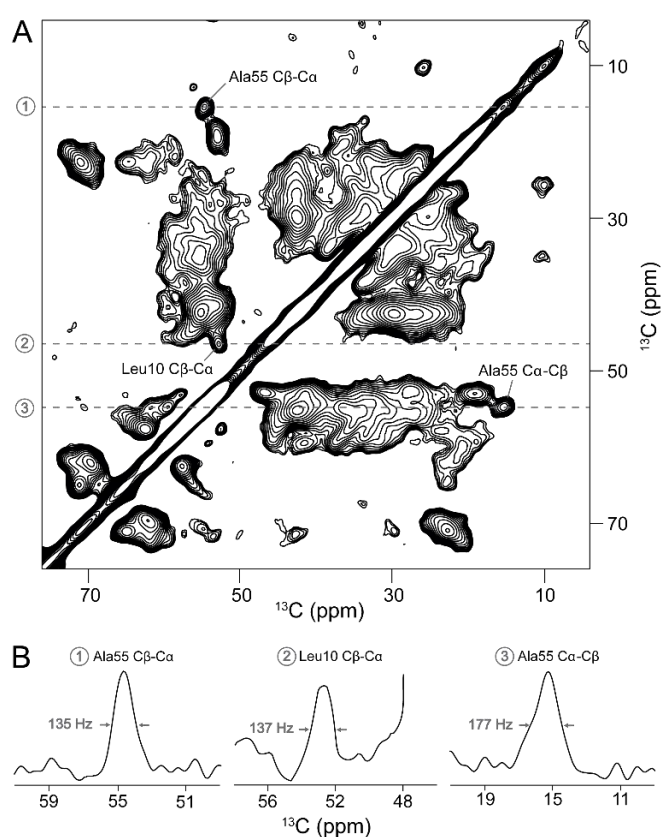 A
Ala55 Cβ-Cα
1
10
30
13C (ppm)
2
Leu10 Cβ-Cα
50
Ala55 Cα-Cβ
3
70
70
50
30
10
13C (ppm)
B
1 Ala55 Cβ-Cα
2 Leu10 Cβ-Cα
3 Ala55 Cα-Cβ
135 Hz
137 Hz
177 Hz
59
55
51
56
52
48
19
15
11
13C (ppm)